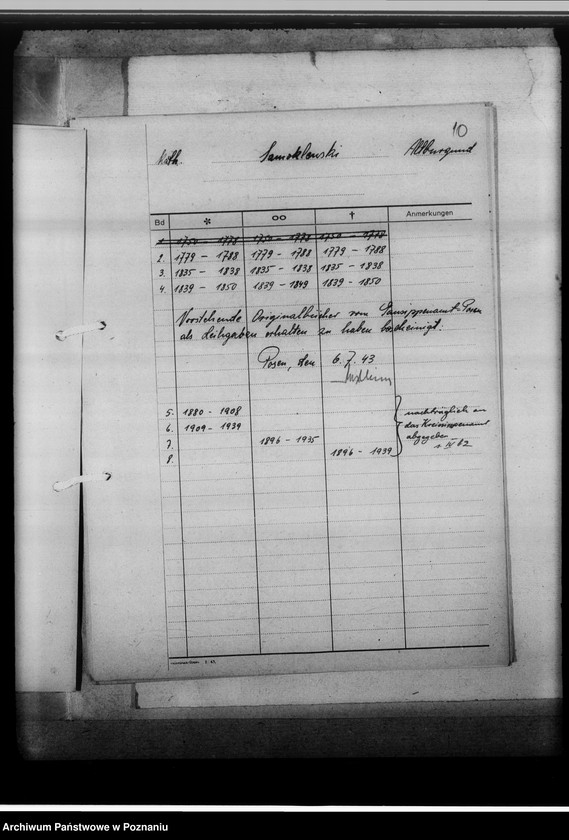 10
kath. Samoklenski Altburgund
Bd * ∞ † Anmerkungen
1. 1750 - 1778 1750 - 1778 1750 - 1778
2. 1779 - 1788 1779 - 1788 1779 - 1788
3. 1835 - 1838 1835 - 1838 1835 - 1838
4. 1839 - 1850 1839 - 1849 1839 - 1850
Vorstehende Originalbücher vom Gausippenamt-Posen
als Leihgaben erhalten zu haben bescheinigt.
Posen, den 6. 7. 43
5. 1880 - 1908
6. 1909 - 1939
7. 1896 - 1935
8. 1896 - 1939
nachträglich an
das Kreissippenamt
abgegeben
Archiwum Państwowe w Poznaniu